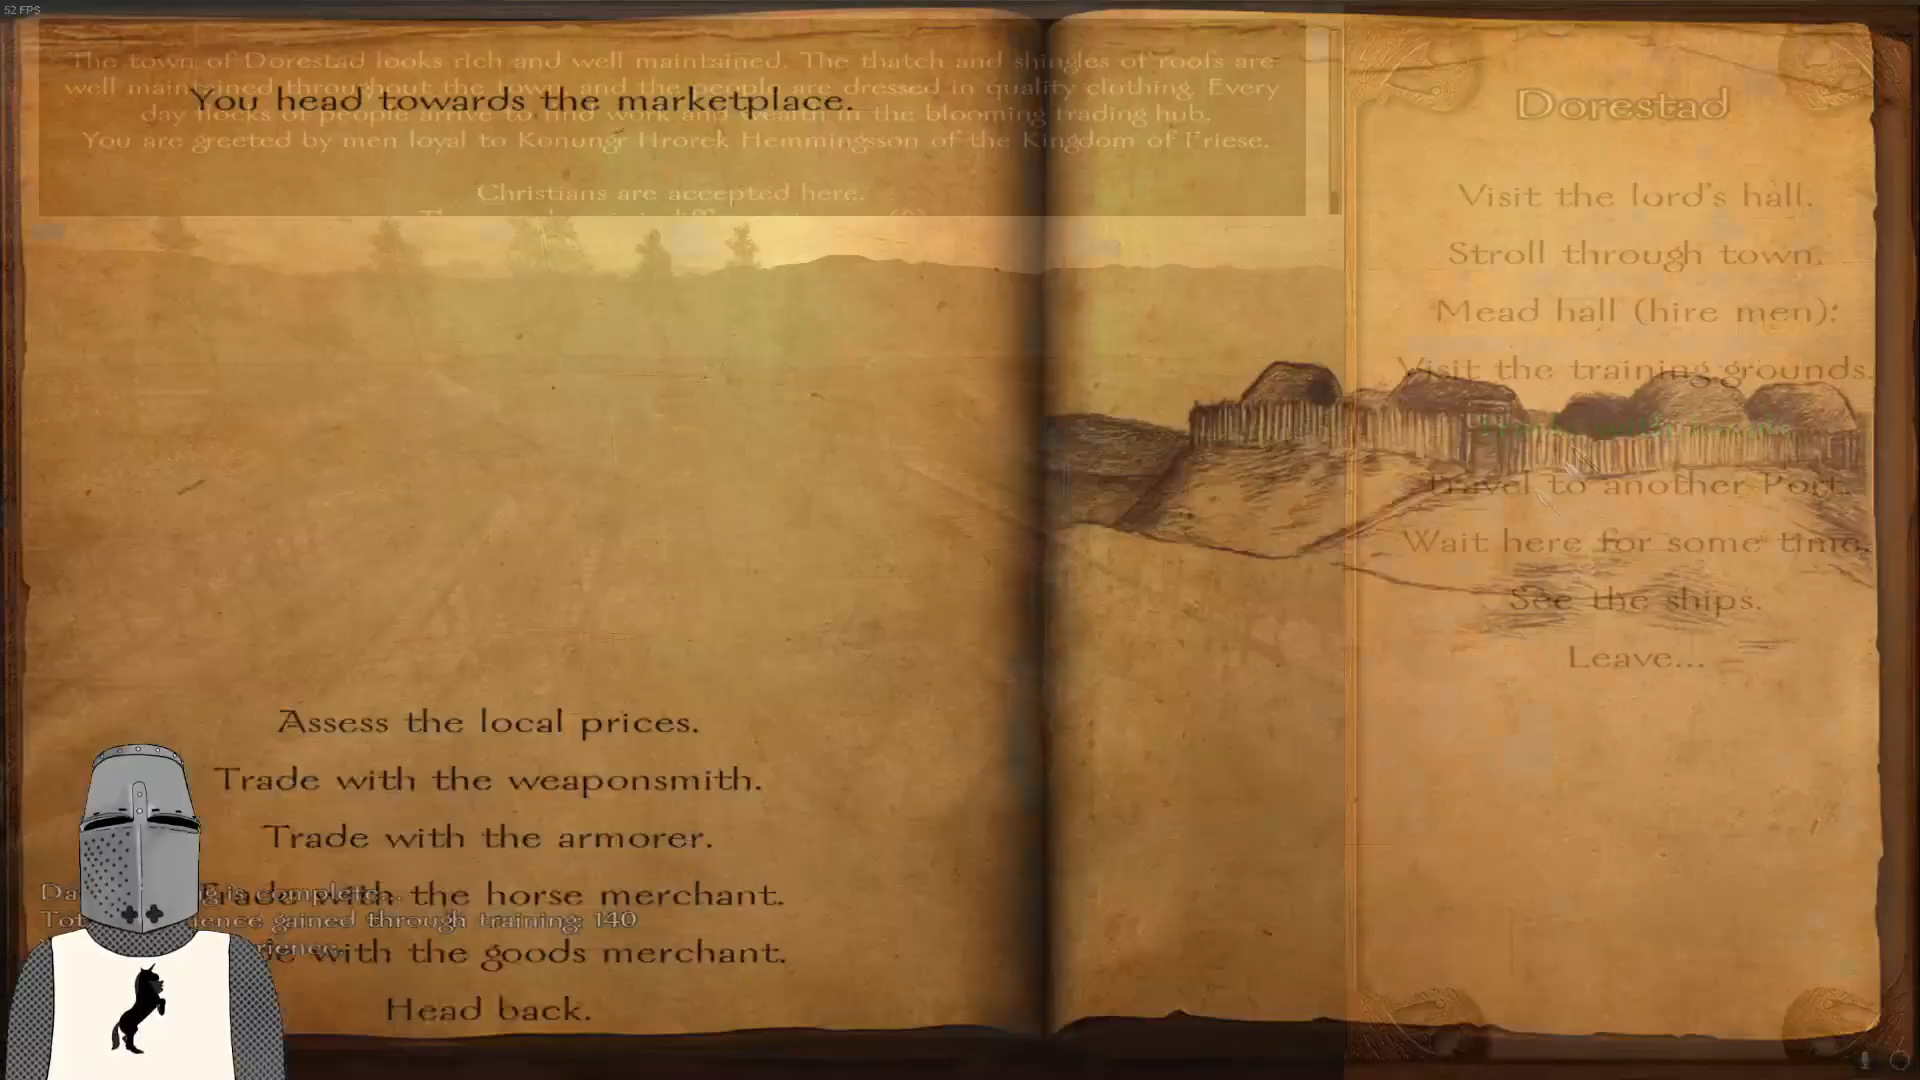 52 FPS
The town of Dorestad looks rich and well maintained. The thatch and shingles of roofs are
well maintained throughout the town and the people are dressed in quality clothing. Every
You head towards the marketplace.
day flocks of people arrive to find work and wealth in the blooming trading hub.
You are greeted by men loyal to Konungr Hrorek Hemmingsson of the Kingdom of Friese.
Christians are accepted here.
Dorestad
Visit the lord's hall.
Stroll through town.
Mead hall (hire men):
Visit the training grounds.
Travel to another Port.
Wait here for some time.
See the ships.
Leave...
Assess the local prices.
Trade with the weaponsmith.
Trade with the armorer.
Trade with the horse merchant.
is complete.
gained through training: 140
with the goods merchant.
Head back.